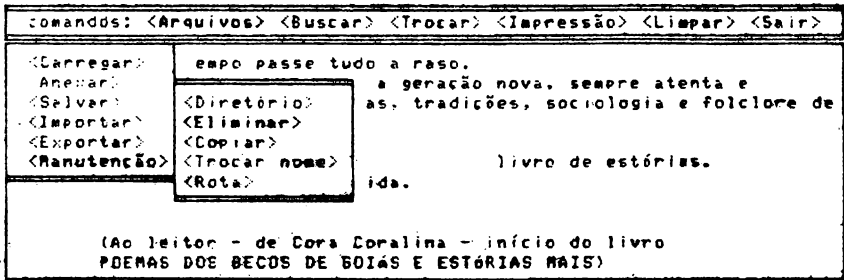 comandos: <Arquivos> <Buscar> <Trocar> <Impressão> <Limpar> <Sair>
<Carregar> empo passe tudo a raso.
Anexar> a geração nova, sempre atenta e
<Salvar> <Diretório> as, tradições, sociologia e folclore de
<Importar> <Eliminar>
<Exportar> <Copiar>
<Manutenção> <Trocar nome> livro de estórias.
<Rota> ida.
(Ao leitor - de Cora Coralina - início do livro
POEMAS DOS BECOS DE GOIáS E ESTóRIAS MAIS)